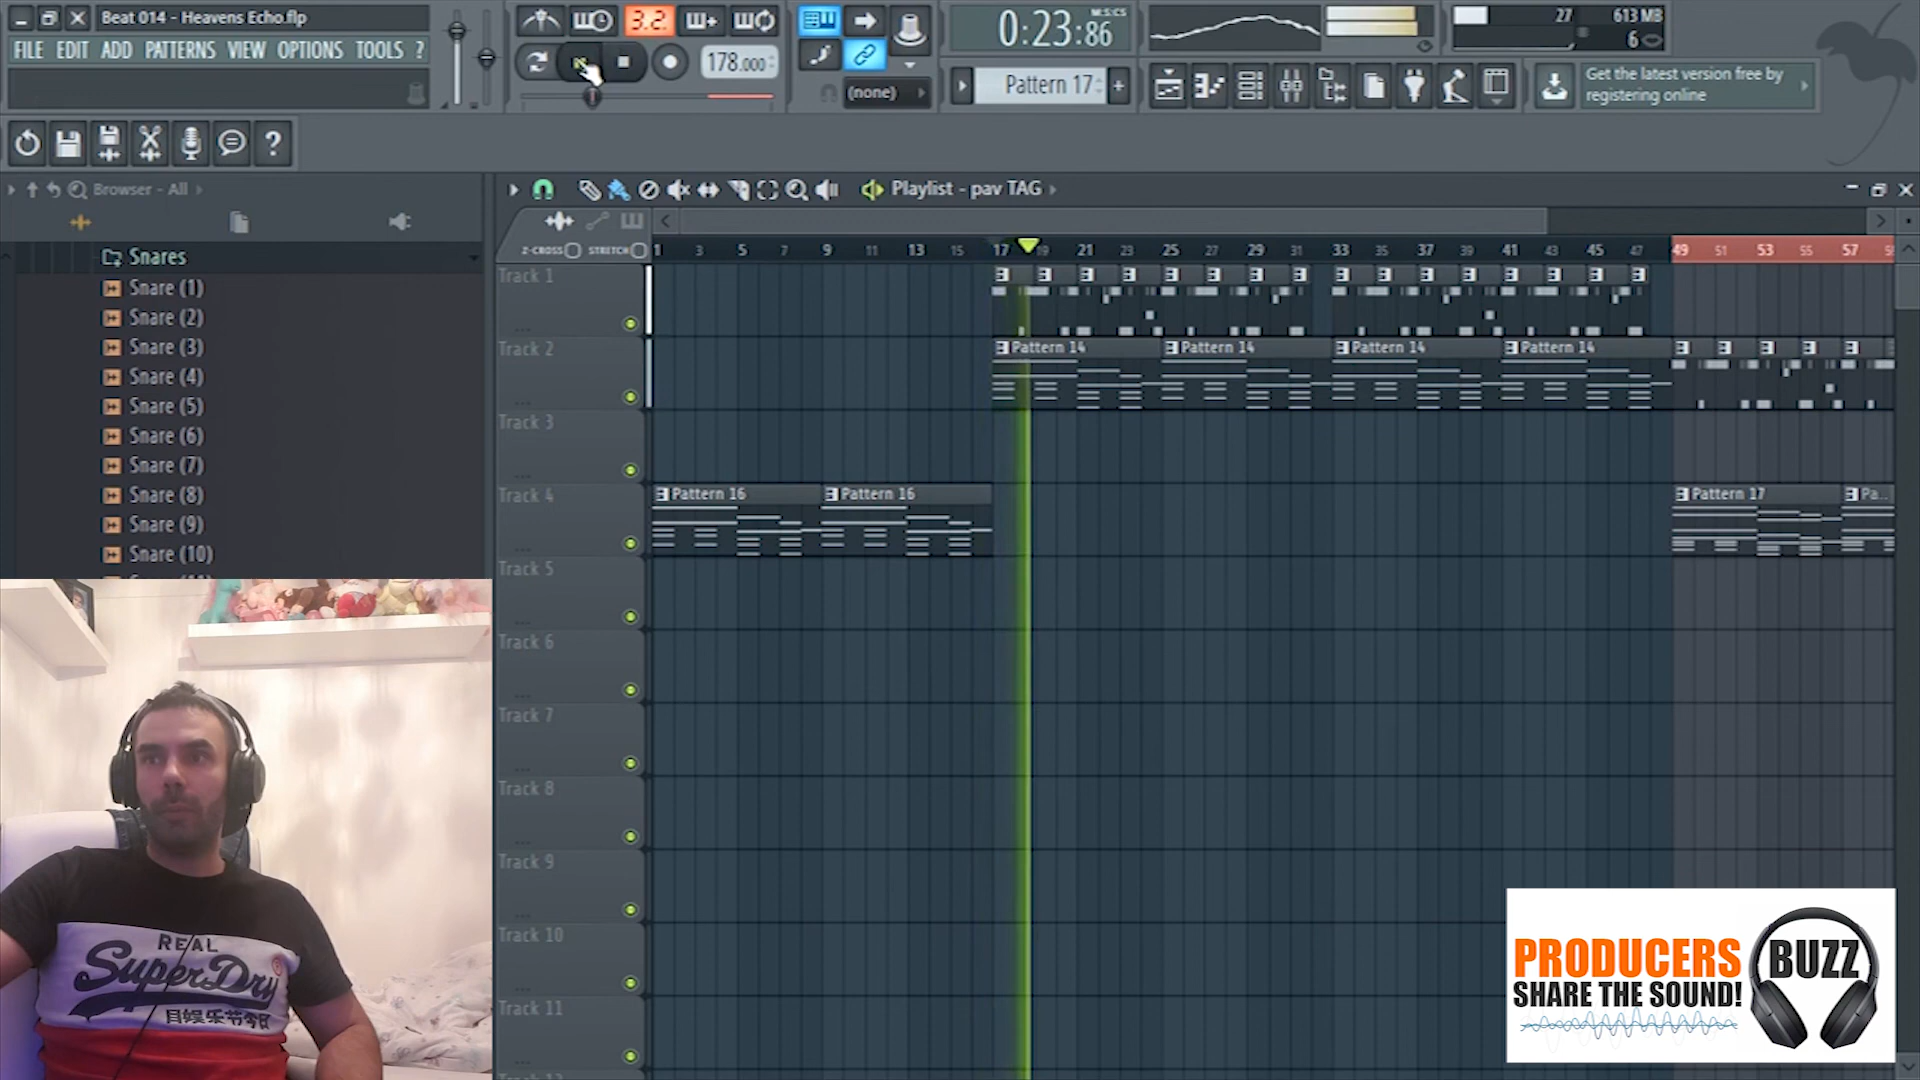 Beat 014 - Heavens Echo.flp
FILE EDIT ADD PATTERNS VIEW OPTIONS TOOLS ?
3.2.
178.000
(none)
0:23:86
M:S:CS
Pattern 17
27
613 MB
6
Get the latest version free by
registering online
?
Browser - All
Snares
Snare (1)
Snare (2)
Snare (3)
Snare (4)
Snare (5)
Snare (6)
Snare (7)
Snare (8)
Snare (9)
Snare (10)
Playlist - pav TAG
Z-CROSS STRETCH
1 3 5 7 9 11 13 15 17 19 21 23 25 27 29 31 33 35 37 39 41 43 45 47 49 51 53 55 57
Track 1
Track 2
Pattern 14 Pattern 14 Pattern 14 Pattern 14
Track 3
Track 4
Pattern 16 Pattern 16 Pattern 17 Pa...
Track 5
Track 6
Track 7
Track 8
Track 9
Track 10
Track 11
REAL
SuperDry
PRODUCERS
SHARE THE SOUND!
BUZZ